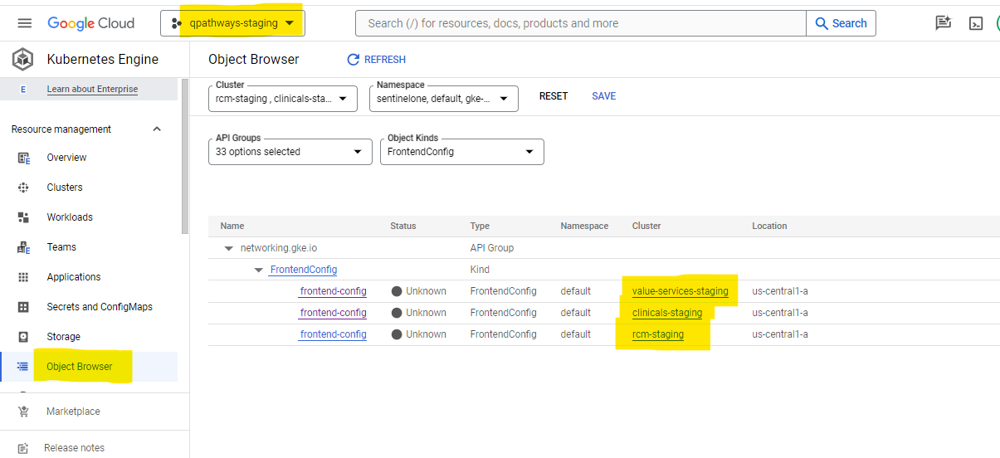 Google Cloud
qpathways-staging
Search (/) for resources, docs, products and more
Search
Kubernetes Engine
Object Browser
REFRESH
E
Learn about Enterprise
Cluster
rcm-staging , clinicals-sta...
Namespace
sentinelone, default, gke-...
RESET
SAVE
Resource management
API Groups
33 options selected
Object Kinds
FrontendConfig
Overview
Clusters
Workloads
Teams
Applications
Secrets and ConfigMaps
Storage
Object Browser
Marketplace
Release notes
Name Status Type Namespace Cluster Location
networking.gke.io API Group
FrontendConfig Kind
frontend-config Unknown FrontendConfig default value-services-staging us-central1-a
frontend-config Unknown FrontendConfig default clinicals-staging us-central1-a
frontend-config Unknown FrontendConfig default rcm-staging us-central1-a